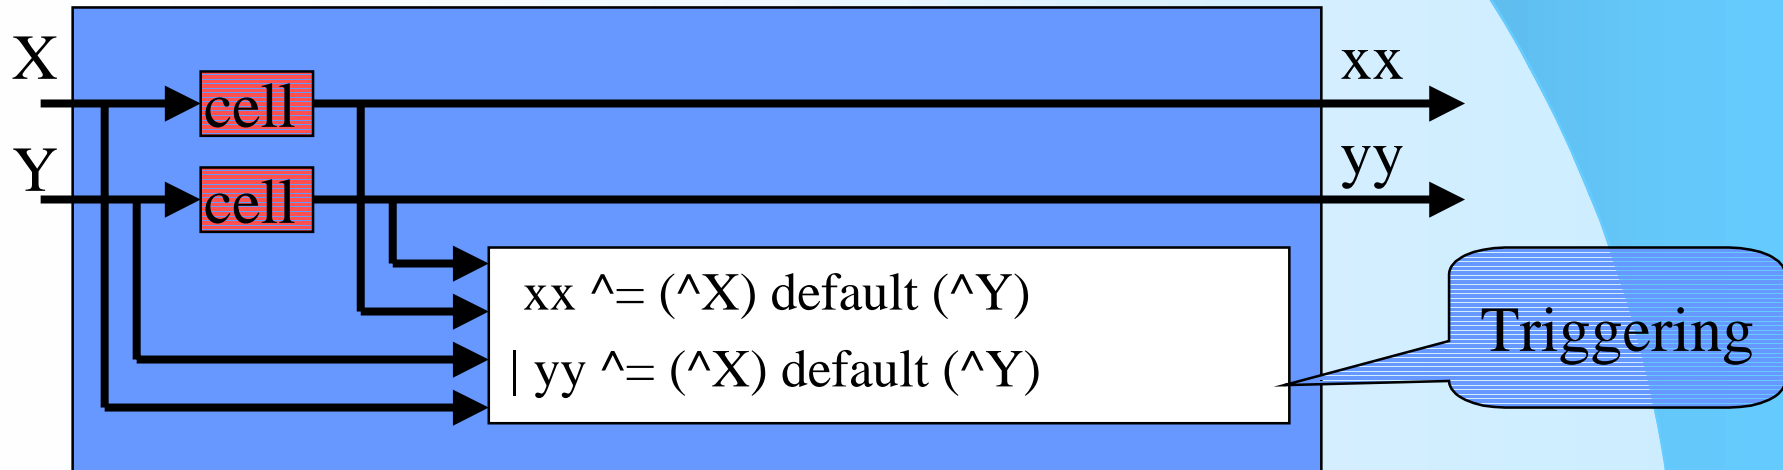 X
xx
cell
Y
yy
cell
xx ^= (^X) default (^Y)
| yy ^= (^X) default (^Y)
Triggering